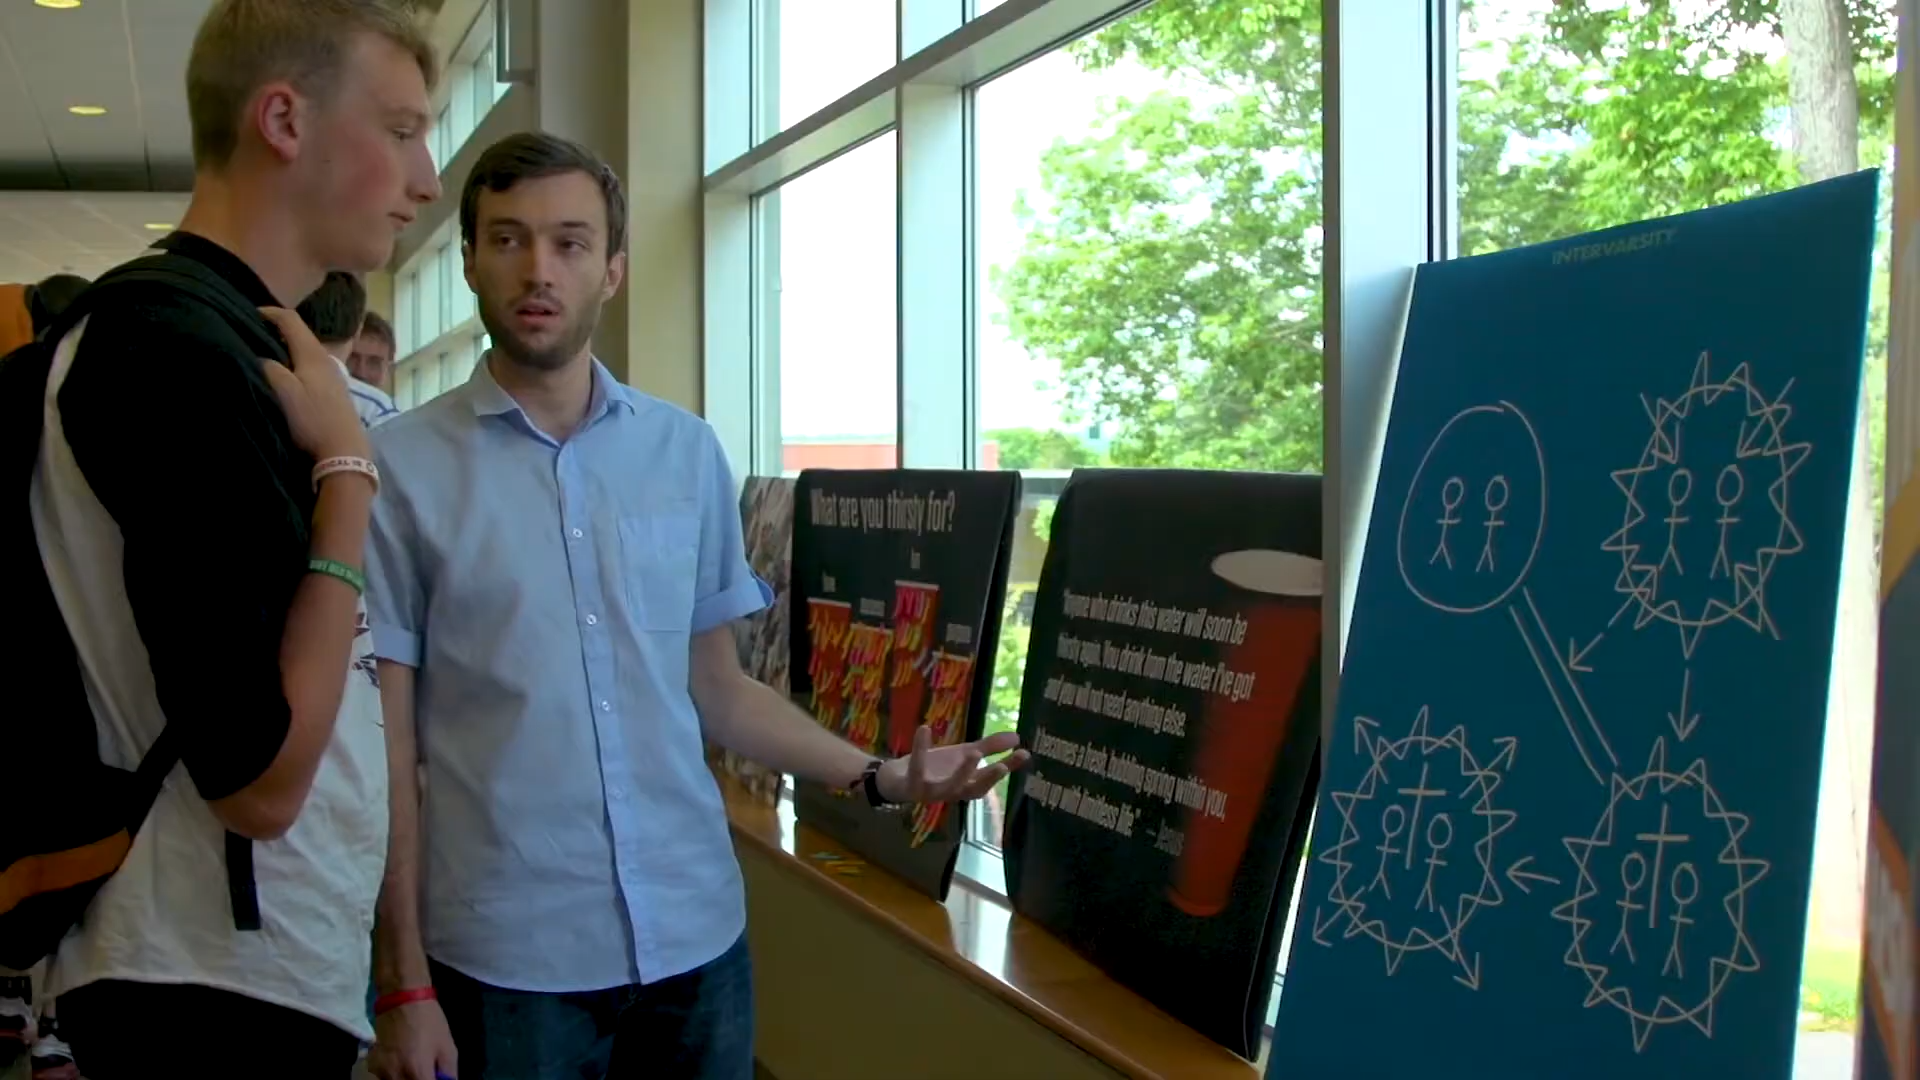 INTERVARSITY
What are you thirsty for?
fun
"Anyone who drinks this water will soon be
thirsty again. You drink from the water I've got
and you will not need anything else.
It becomes a fresh, bubbling spring within you,
welling up with limitless life." — Jesus